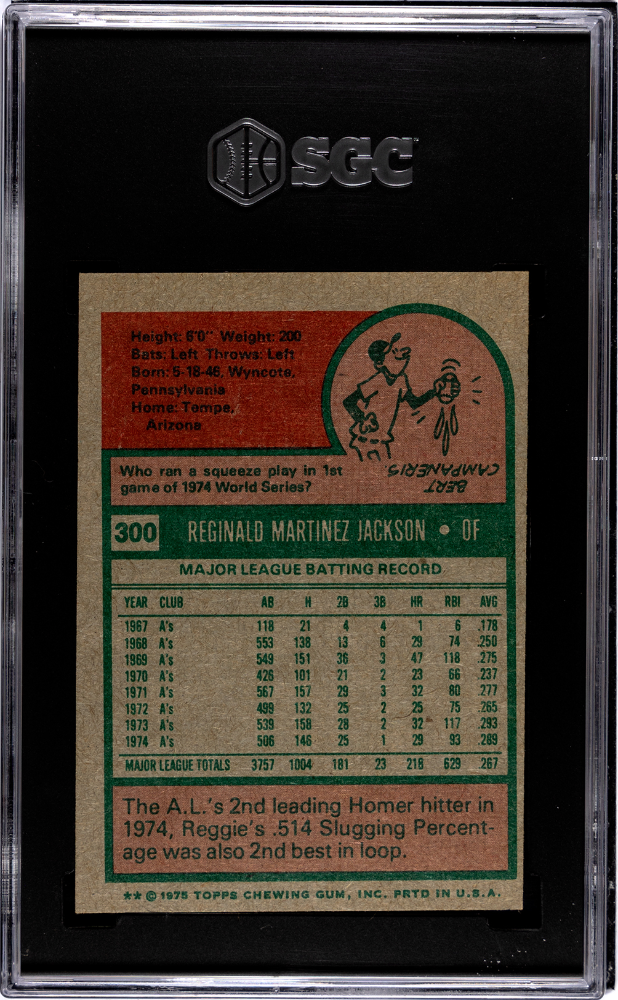 SGC
Height: 6'0" Weight: 200
Bats: Left Throws: Left
Born: 5-18-46, Wyncote,
Pennsylvania
Home: Tempe,
Arizona
Who ran a squeeze play in 1st
game of 1974 World Series?
BERT
CAMPANERIS
300 REGINALD MARTINEZ JACKSON • OF
MAJOR LEAGUE BATTING RECORD
YEAR CLUB AB H 2B 3B HR RBI AVG
1967 A's 118 21 4 4 1 6 .178
1968 A's 553 138 13 6 29 74 .250
1969 A's 549 151 36 3 47 118 .275
1970 A's 426 101 21 2 23 66 .237
1971 A's 567 157 29 3 32 80 .277
1972 A's 499 132 25 2 25 75 .265
1973 A's 539 158 28 2 32 117 .293
1974 A's 506 146 25 1 29 93 .289
MAJOR LEAGUE TOTALS 3757 1004 181 23 218 629 .267
The A.L.'s 2nd leading Homer hitter in
1974, Reggie's .514 Slugging Percent-
age was also 2nd best in loop.
** © 1975 TOPPS CHEWING GUM, INC. PRTD IN U.S.A.